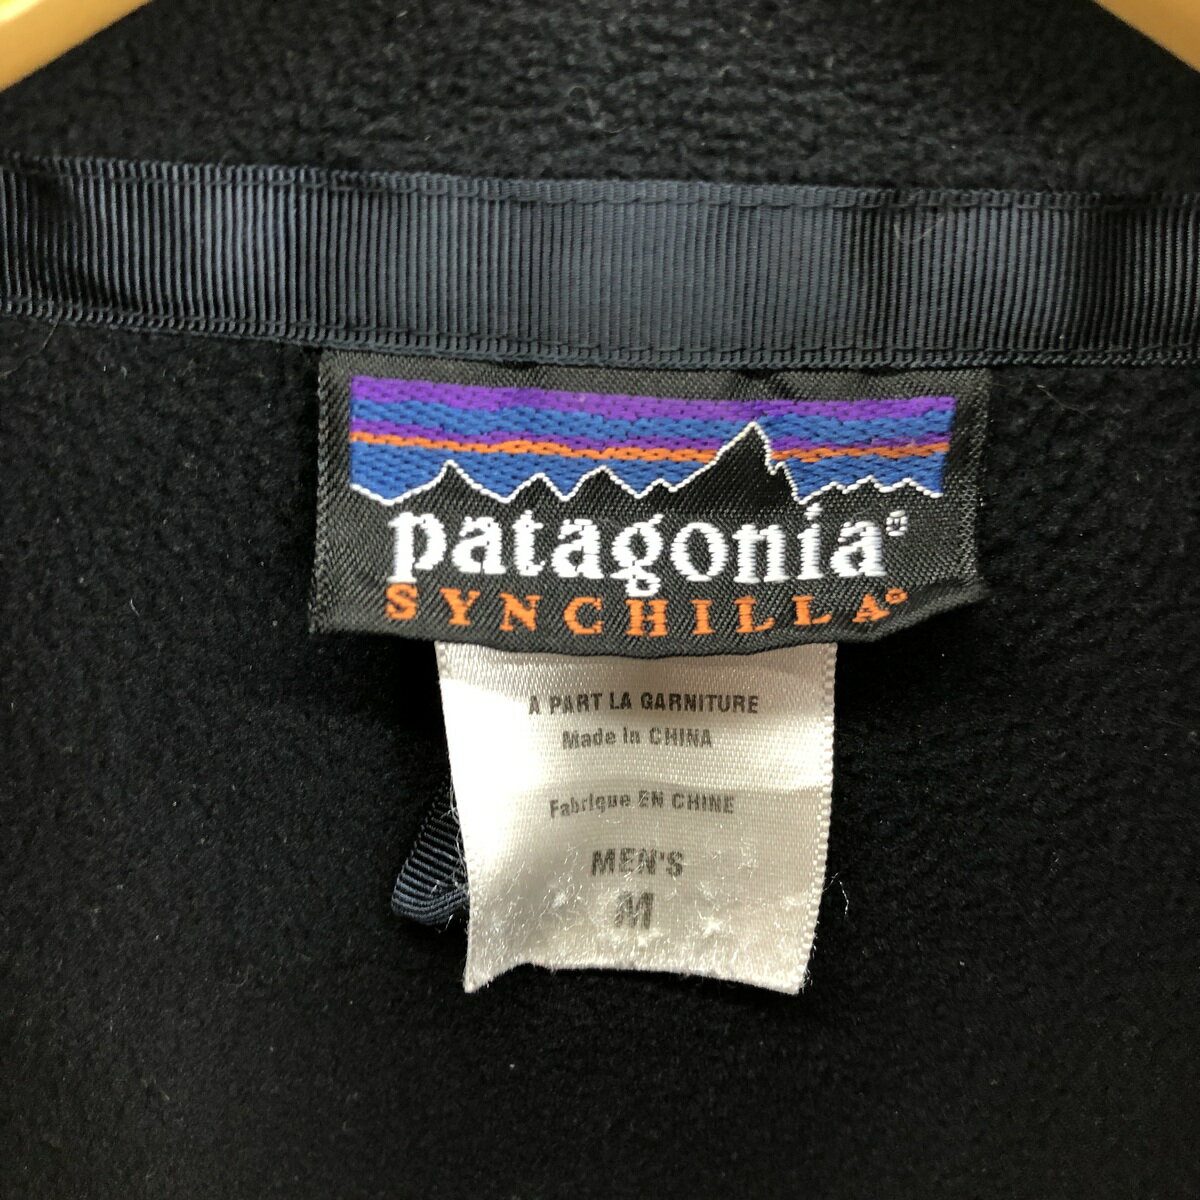 patagonia®
SYNCHILLA®
A PART LA GARNITURE
Made in CHINA
Fabrique EN CHINE
MEN'S
M